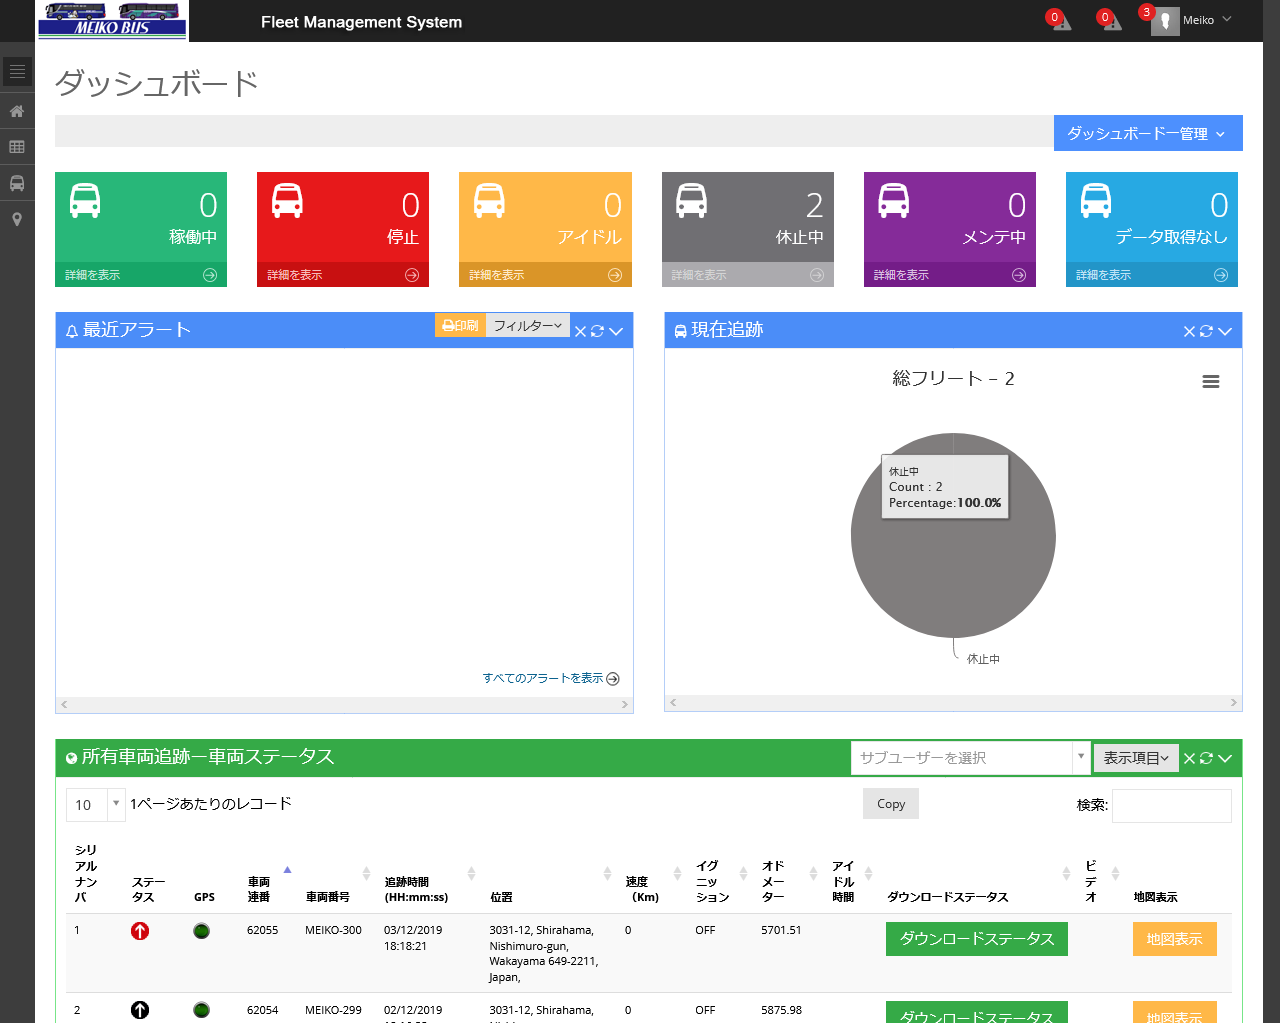 MEIKO BUS
Fleet Management System
0
0
3
Meiko
ダッシュボード
ダッシュボードー管理
0
稼働中
詳細を表示
0
停止
詳細を表示
0
アイドル
詳細を表示
2
休止中
詳細を表示
0
メンテ中
詳細を表示
0
データ取得なし
詳細を表示
最近アラート
印刷
フィルター
すべてのアラートを表示
現在追跡
総フリート – 2
休止中
Count : 2
Percentage:100.0%
休止中
所有車両追跡ー車両ステータス
サブユーザーを選択
表示項目
10
1ページあたりのレコード
Copy
検索:
シリ
アル
ナン
バ
ステー
タス
GPS
車両
連番
車両番号
追跡時間
(HH:mm:ss)
位置
速度
(Km)
イグ
ニッ
ション
オド
メー
ター
アイ
ドル
時間
ダウンロードステータス
ビ
デ
オ
地図表示
1 62055 MEIKO-300 03/12/2019 3031-12, Shirahama, 0 OFF 5701.51 ダウンロードステータス 地図表示
18:18:21 Nishimuro-gun,
Wakayama 649-2211,
Japan,
2 62054 MEIKO-299 02/12/2019 3031-12, Shirahama, 0 OFF 5875.98 ダウンロードステータス 地図表示